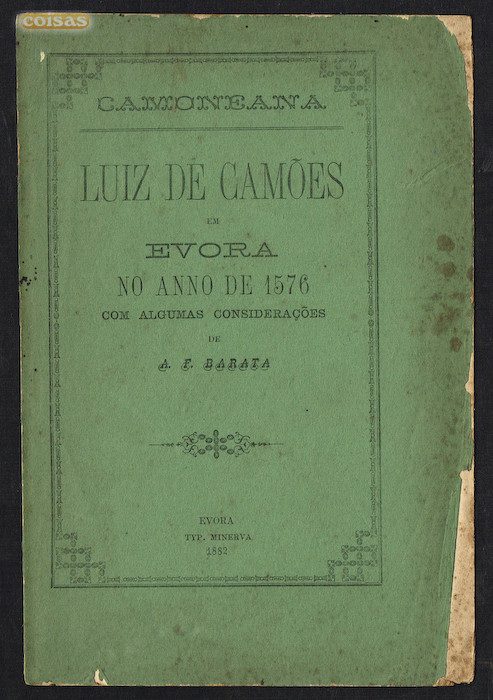 coisas
CAMONEANA
LUIZ DE CAMÕES
EM
EVORA
NO ANNO DE 1576
COM ALGUMAS CONSIDERAÇÕES
DE
A. F. BARATA
EVORA
TYP. MINERVA
1882